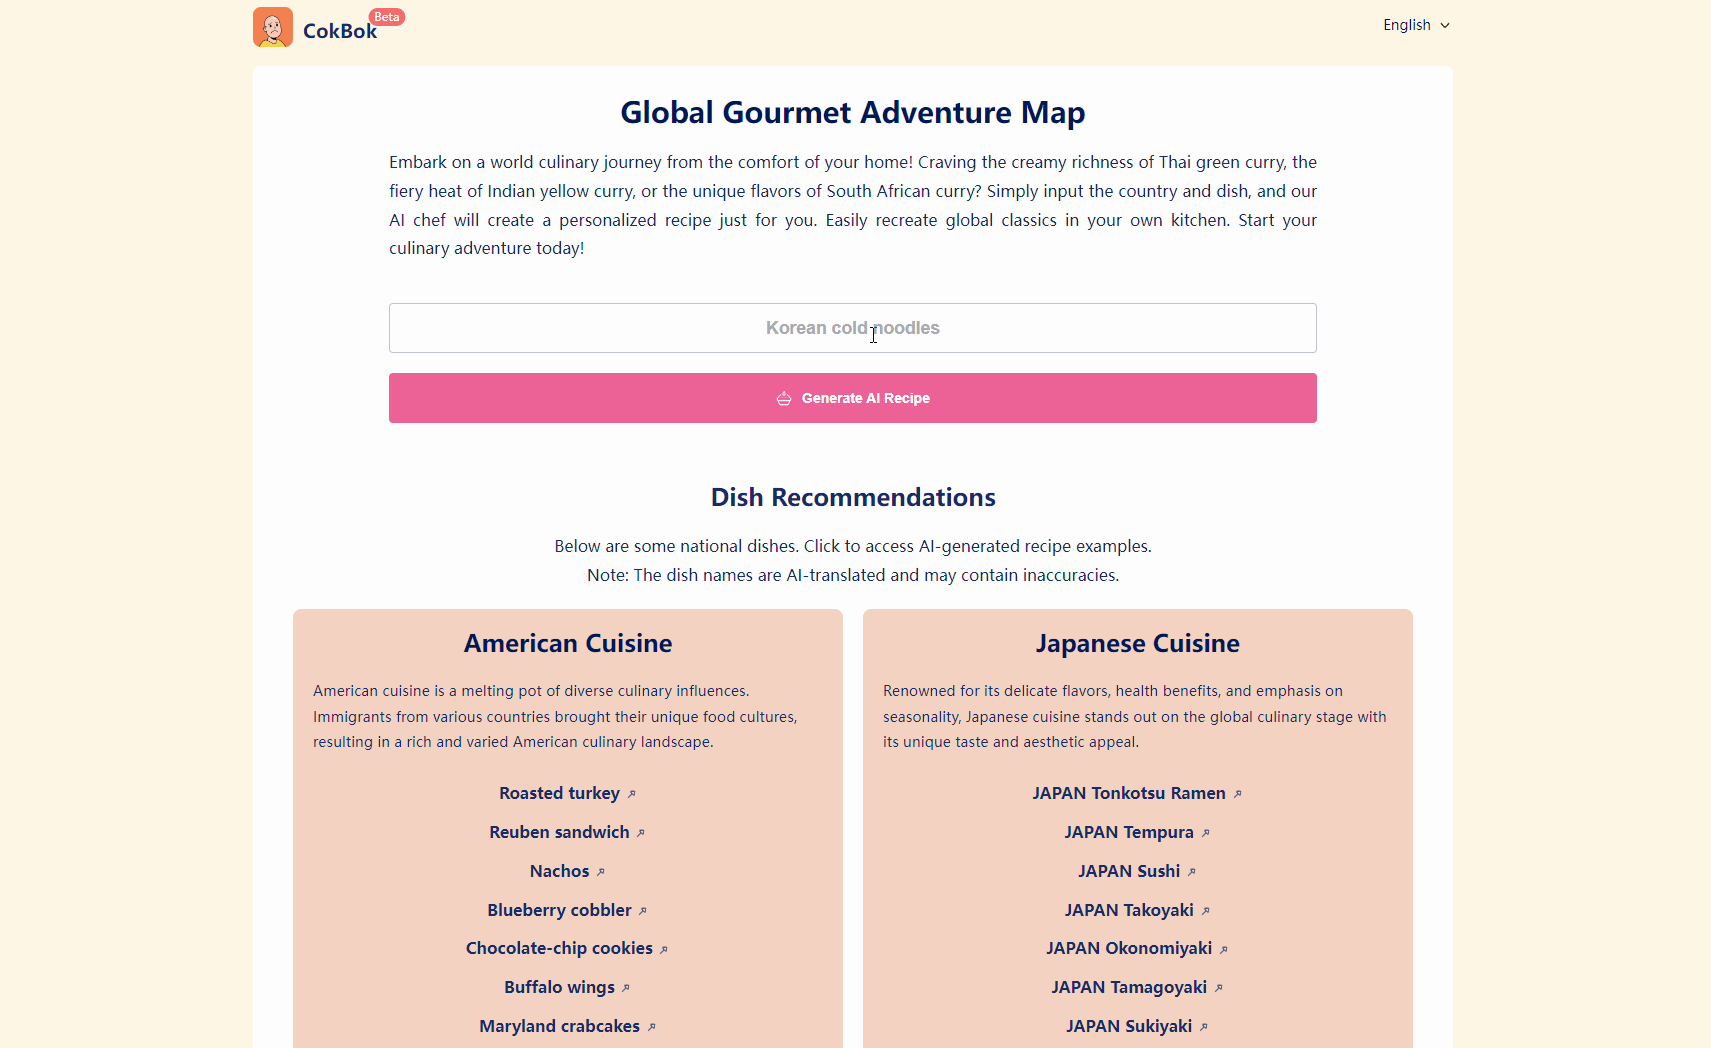 CokBok
Beta
English
Global Gourmet Adventure Map
Embark on a world culinary journey from the comfort of your home! Craving the creamy richness of Thai green curry, the
fiery heat of Indian yellow curry, or the unique flavors of South African curry? Simply input the country and dish, and our
AI chef will create a personalized recipe just for you. Easily recreate global classics in your own kitchen. Start your
culinary adventure today!
Korean cold noodles
Generate AI Recipe
Dish Recommendations
Below are some national dishes. Click to access AI-generated recipe examples.
Note: The dish names are AI-translated and may contain inaccuracies.
American Cuisine
American cuisine is a melting pot of diverse culinary influences.
Immigrants from various countries brought their unique food cultures,
resulting in a rich and varied American culinary landscape.
Roasted turkey
Reuben sandwich
Nachos
Blueberry cobbler
Chocolate-chip cookies
Buffalo wings
Maryland crabcakes
Japanese Cuisine
Renowned for its delicate flavors, health benefits, and emphasis on
seasonality, Japanese cuisine stands out on the global culinary stage with
its unique taste and aesthetic appeal.
JAPAN Tonkotsu Ramen
JAPAN Tempura
JAPAN Sushi
JAPAN Takoyaki
JAPAN Okonomiyaki
JAPAN Tamagoyaki
JAPAN Sukiyaki